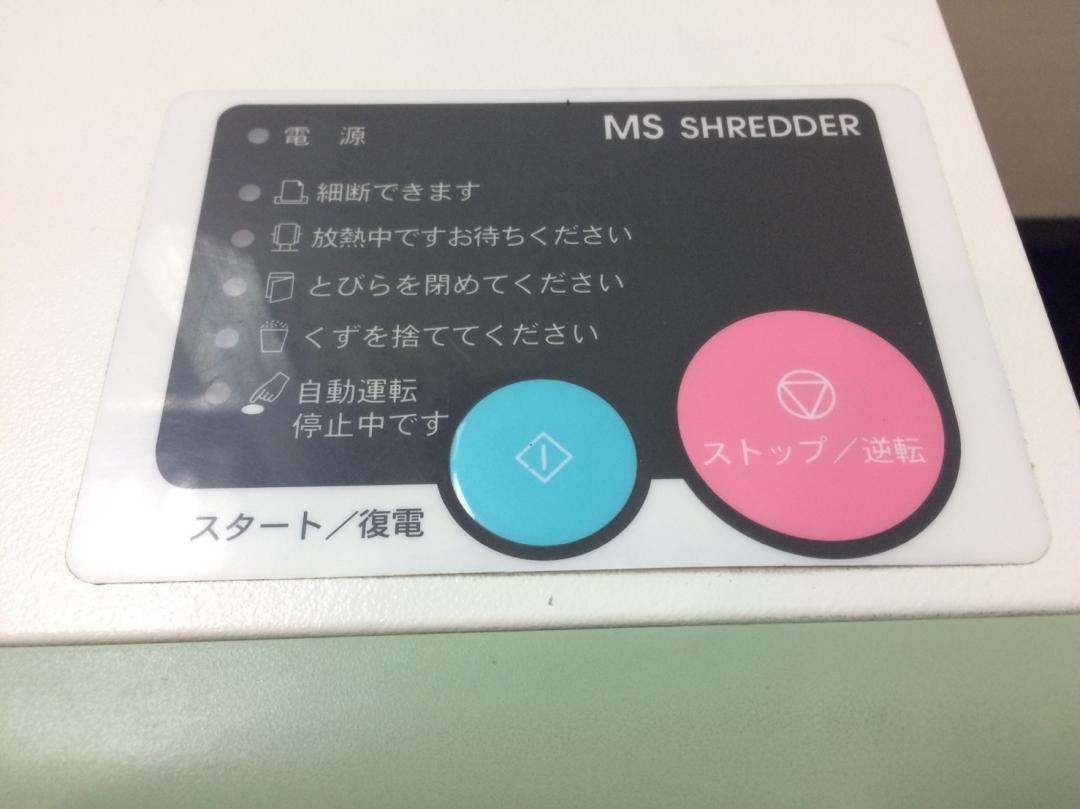 MS SHREDDER
電 源
細断できます
放熱中ですお待ちください
とびらを閉めてください
くずを捨ててください
自動運転
停止中です
ストップ／逆転
スタート／復電